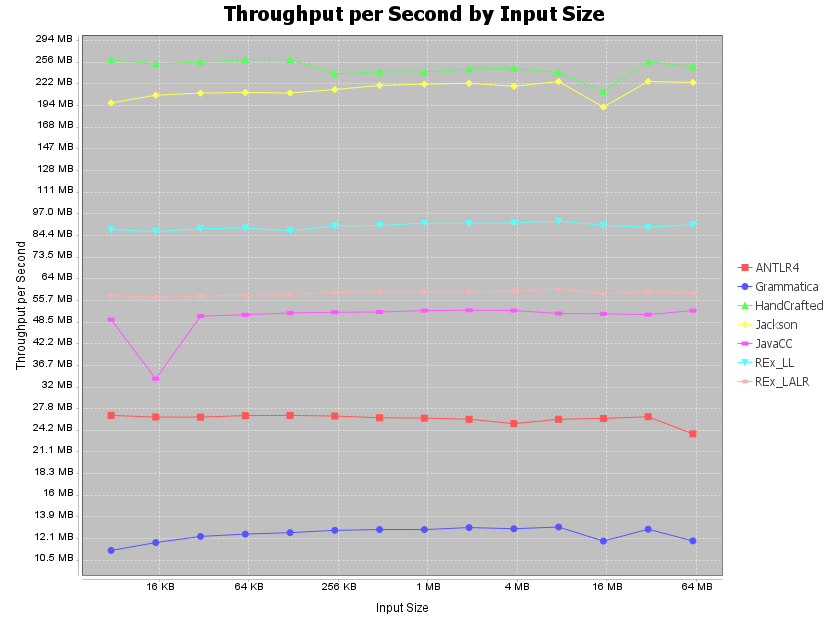 Throughput per Second by Input Size
Throughput per Second
294 MB
256 MB
222 MB
194 MB
168 MB
147 MB
128 MB
111 MB
97.0 MB
84.4 MB
73.5 MB
64 MB
55.7 MB
48.5 MB
42.2 MB
36.7 MB
32 MB
27.8 MB
24.2 MB
21.1 MB
18.3 MB
16 MB
13.9 MB
12.1 MB
10.5 MB
16 KB
64 KB
256 KB
1 MB
4 MB
16 MB
64 MB
Input Size
ANTLR4
Grammatica
HandCrafted
Jackson
JavaCC
REx_LL
REx_LALR